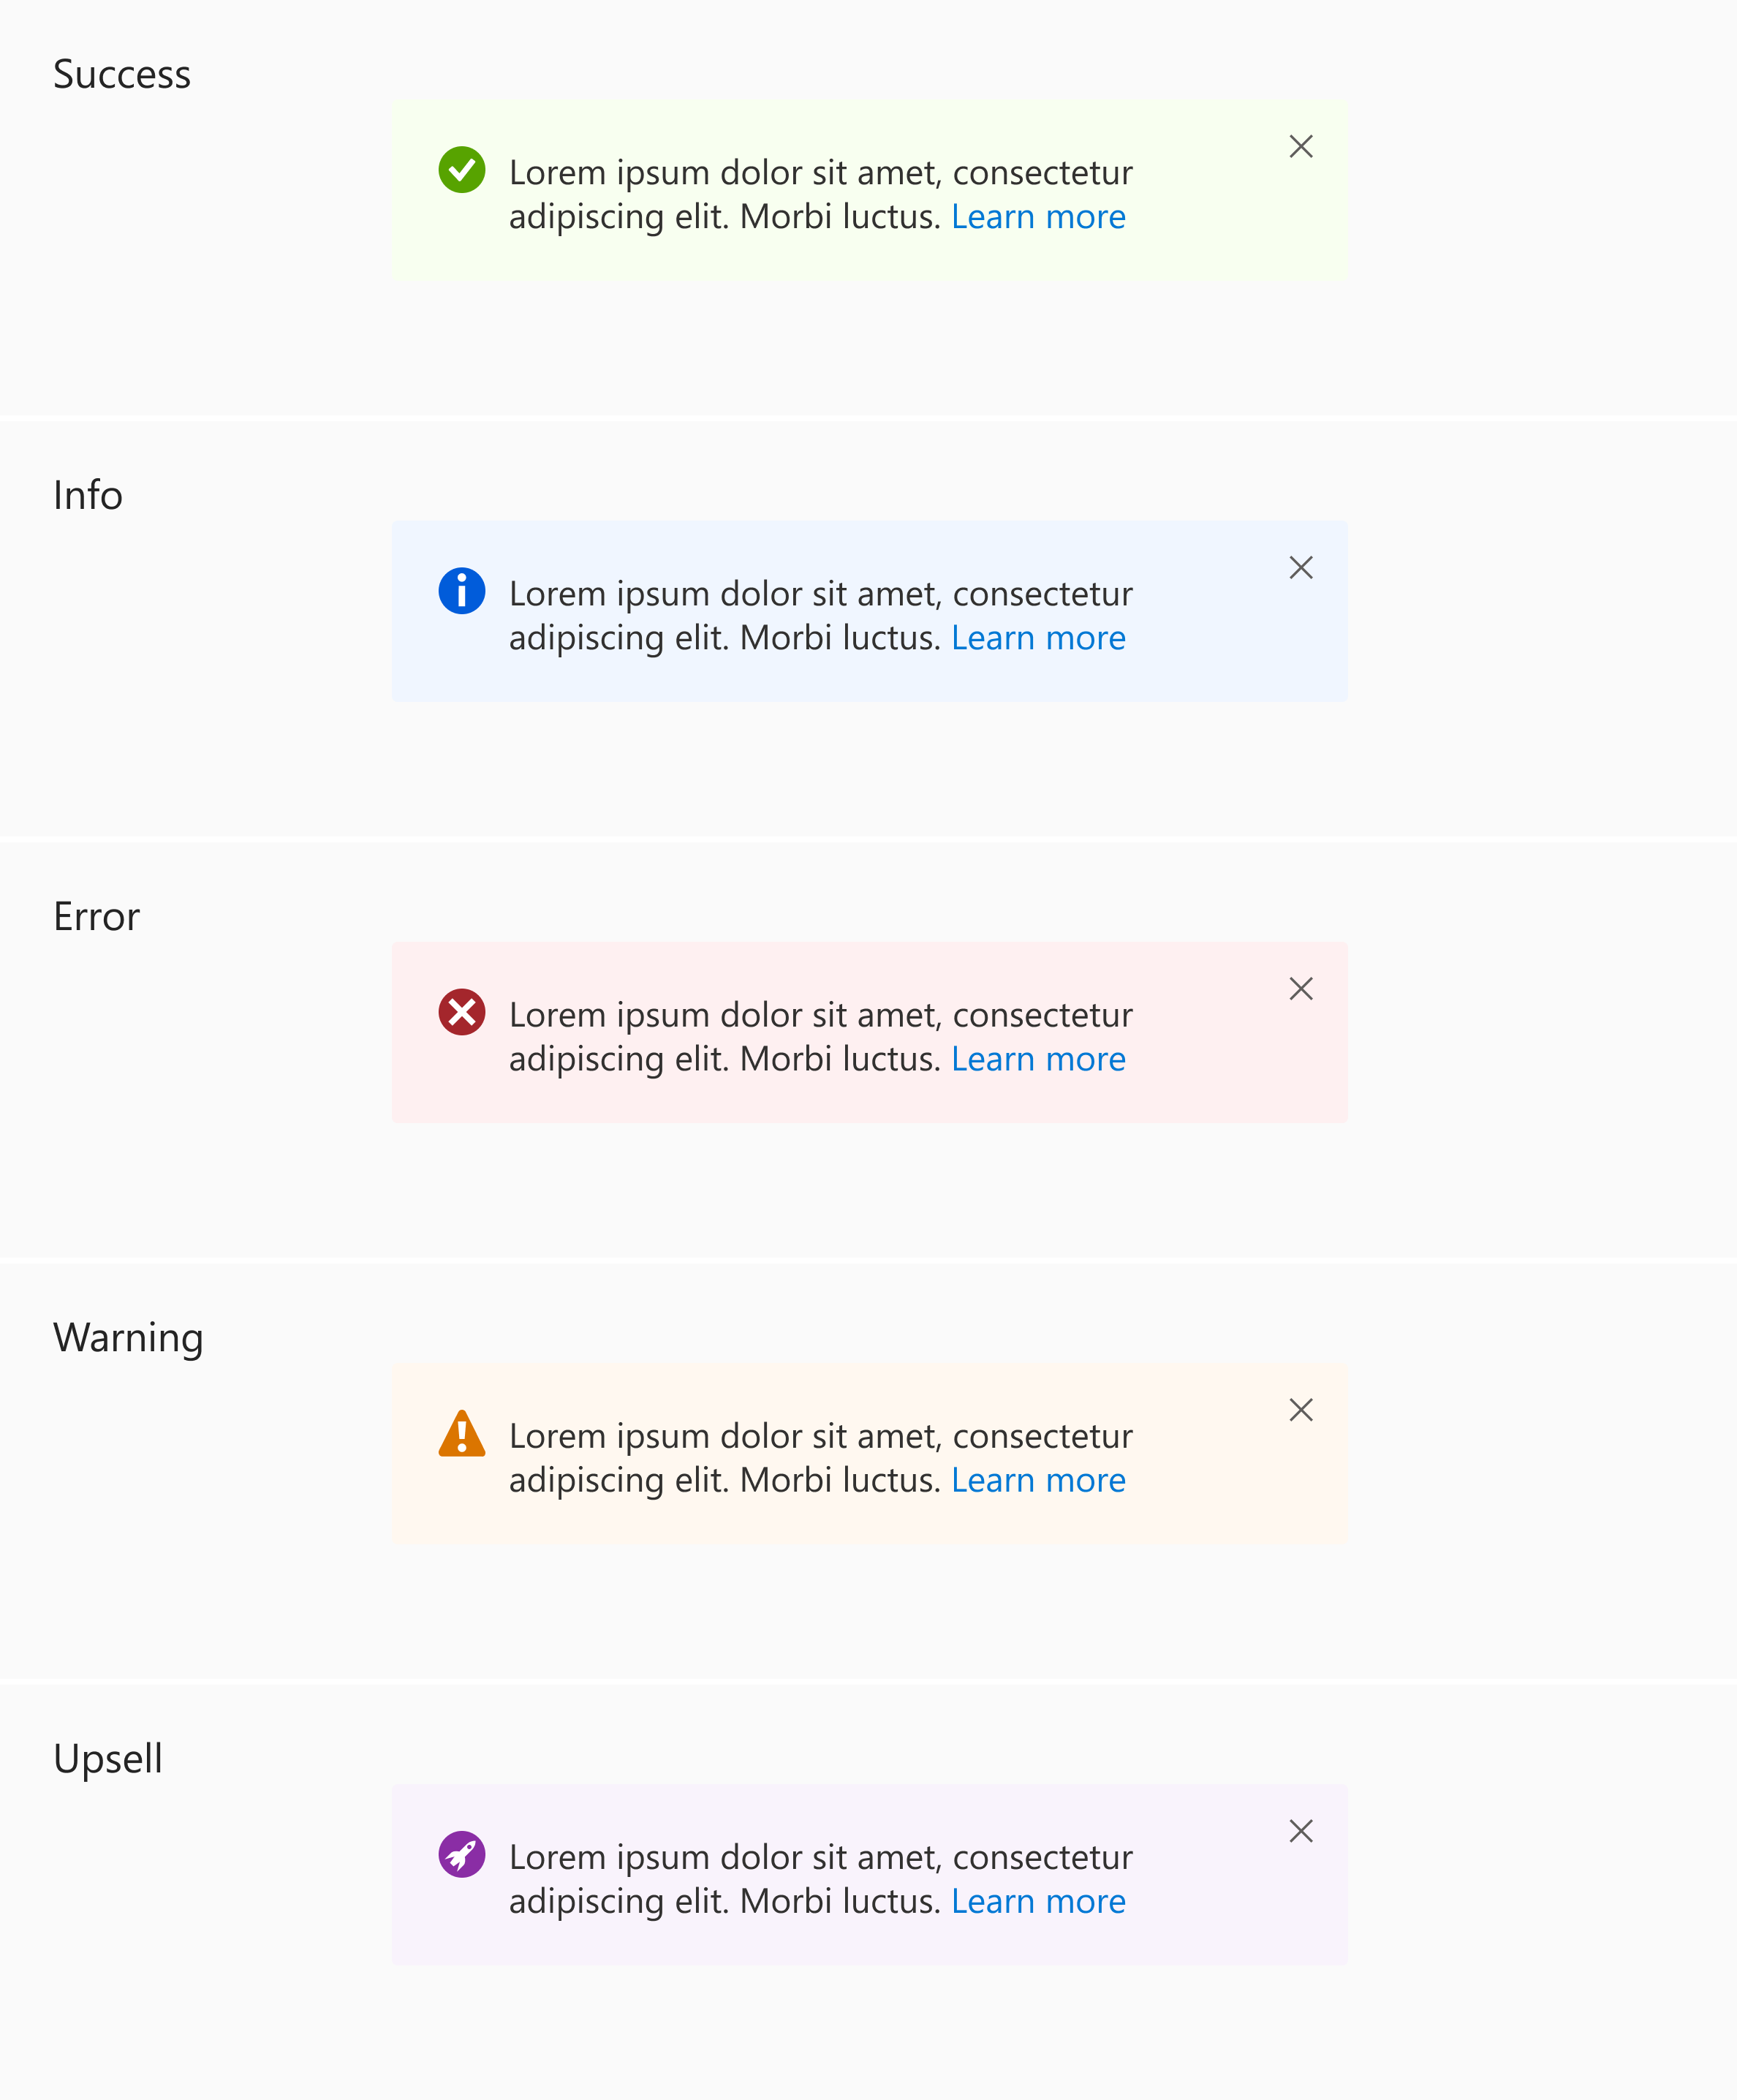 Success
Lorem ipsum dolor sit amet, consectetur
adipiscing elit. Morbi luctus. Learn more
Info
Lorem ipsum dolor sit amet, consectetur
adipiscing elit. Morbi luctus. Learn more
Error
Lorem ipsum dolor sit amet, consectetur
adipiscing elit. Morbi luctus. Learn more
Warning
Lorem ipsum dolor sit amet, consectetur
adipiscing elit. Morbi luctus. Learn more
Upsell
Lorem ipsum dolor sit amet, consectetur
adipiscing elit. Morbi luctus. Learn more